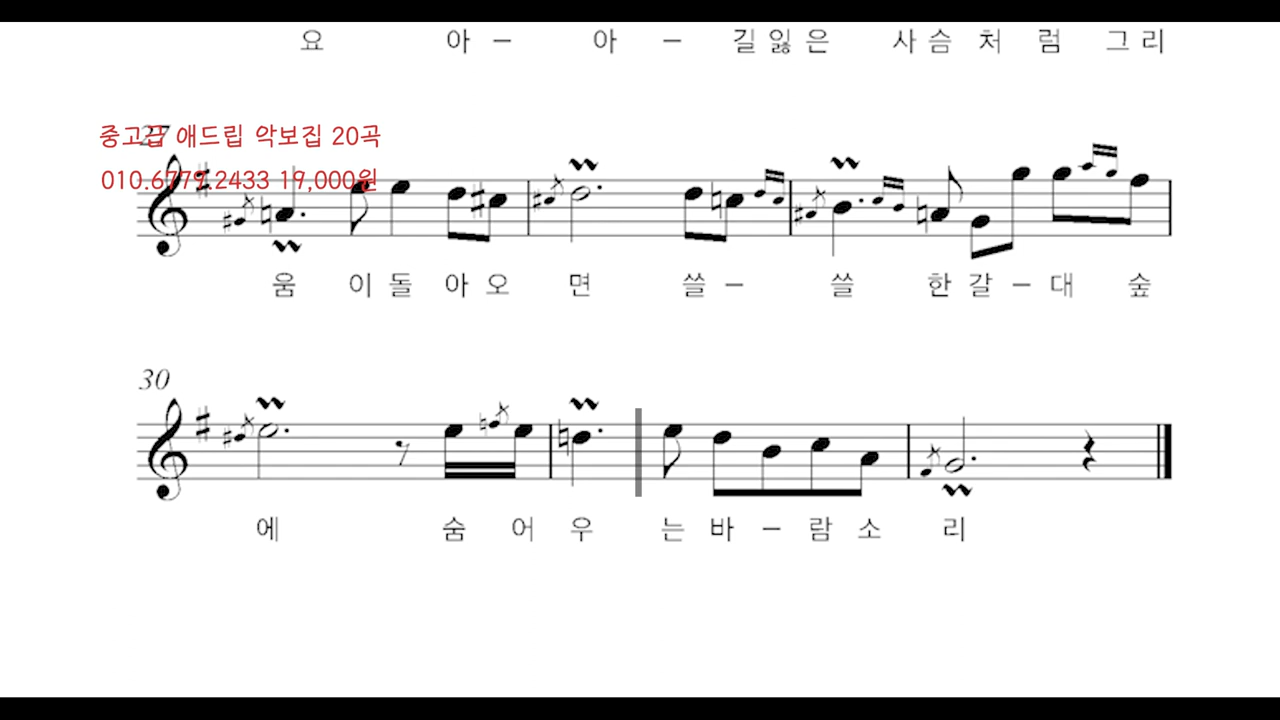 요 아 – 아 – 길 잃 은 사 슴 처 럼 그 리
27
중고급 애드립 악보집 20곡
010.6779.2433 19,000원
움 이 돌 아 오 면 쓸 – 쓸 한 갈 – 대 숲
30
에 숨 어 우 는 바 – 람 소 리